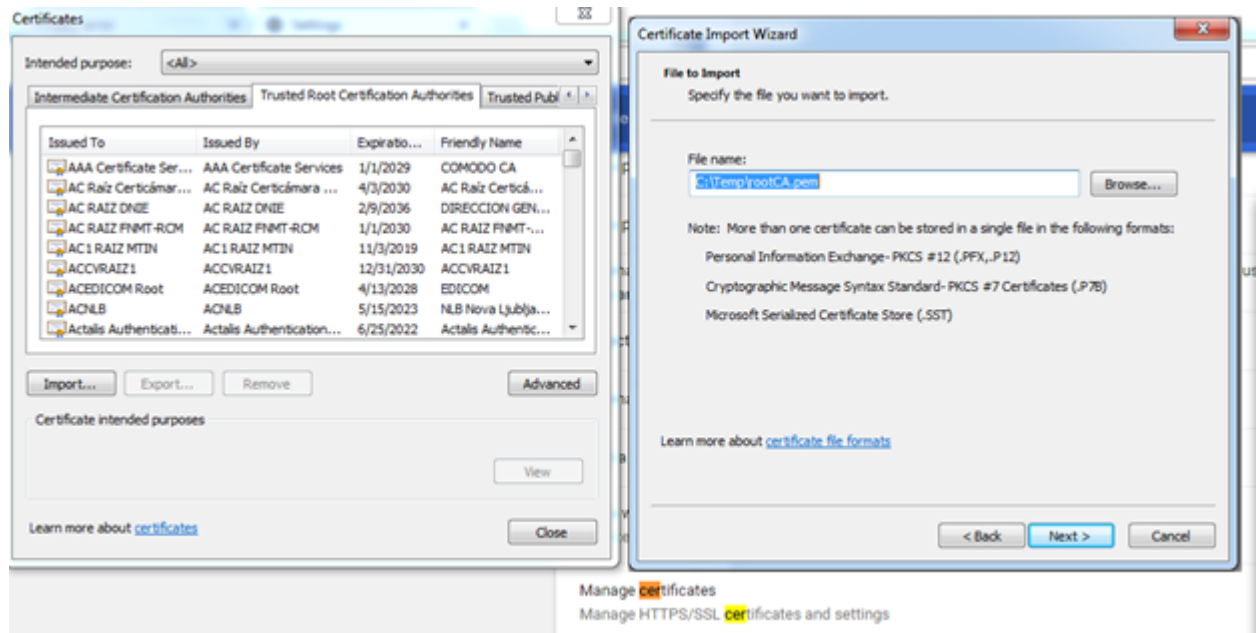 Certificates
Settings
Intended purpose: <All>
Intermediate Certification Authorities Trusted Root Certification Authorities Trusted Publ
Issued To Issued By Expiratio... Friendly Name
AAA Certificate Ser... AAA Certificate Services 1/1/2029 COMODO CA
AC Raíz Certicámar... AC Raíz Certicámara ... 4/3/2030 AC Raíz Certicá...
AC RAIZ DNIE AC RAIZ DNIE 2/9/2036 DIRECCION GEN...
AC RAIZ FNMT-RCM AC RAIZ FNMT-RCM 1/1/2030 AC RAIZ FNMT-...
AC1 RAIZ MTIN AC1 RAIZ MTIN 11/3/2019 AC1 RAIZ MTIN
ACCVRAIZ1 ACCVRAIZ1 12/31/2030 ACCVRAIZ1
ACEDICOM Root ACEDICOM Root 4/13/2028 EDICOM
ACNLB ACNLB 5/15/2023 NLB Nova Ljublja...
Actalis Authenticati... Actalis Authentication... 6/25/2022 Actalis Authentic...
Import... Export... Remove Advanced
Certificate intended purposes
View
Learn more about certificates
Close
Certificate Import Wizard
File to Import
Specify the file you want to import.
File name:
C:\Temp\rootCA.pem Browse...
Note: More than one certificate can be stored in a single file in the following formats:
Personal Information Exchange- PKCS #12 (.PFX,.P12)
Cryptographic Message Syntax Standard- PKCS #7 Certificates (.P7B)
Microsoft Serialized Certificate Store (.SST)
Learn more about certificate file formats
< Back Next > Cancel
Manage certificates
Manage HTTPS/SSL certificates and settings